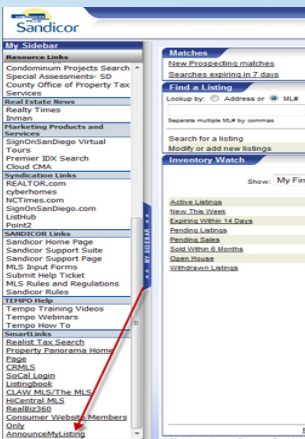 Sandicor
My Sidebar
Resource Links
Condominum Projects Search
Special Assessments- SD
County Office of Property Tax
Services
Real Estate News
Realty Times
Inman
Marketing Products and
Services
SignOnSanDiego Virtual
Tours
Premier IDX Search
Cloud CMA
Syndication Links
REALTOR.com
cyberhomes
NCTimes.com
SignOnSanDiego.com
ListHub
Point2
SANDICOR Links
Sandicor Home Page
Sandicor Support Suite
Sandicor Support Page
MLS Input Forms
Submit Help Ticket
MLS Rules and Regulations
Sandicor Rules
TEMPO Help
Tempo Training Videos
Tempo Webinars
Tempo How To
SmartLinks
Realist Tax Search
Property Panorama Home
Page
CRMLS
SoCal Login
Listingbook
CLAW MLS/The MLS
HiCentral MLS
RealBiz360
Consumer Website Members
Only
AnnounceMyListing
MY SIDEBAR
Matches
New Prospecting matches
Searches expiring in 7 days
Find a Listing
Lookup by: Address or ML#
Separate multiple ML# by commas
Search for a listing
Modify or add new listings
Inventory Watch
Show: My Fir
Active Listings
New This Week
Expiring Within 14 Days
Pending Listings
Pending Sales
Sold Within 6 Months
Open House
Withdrawn Listings